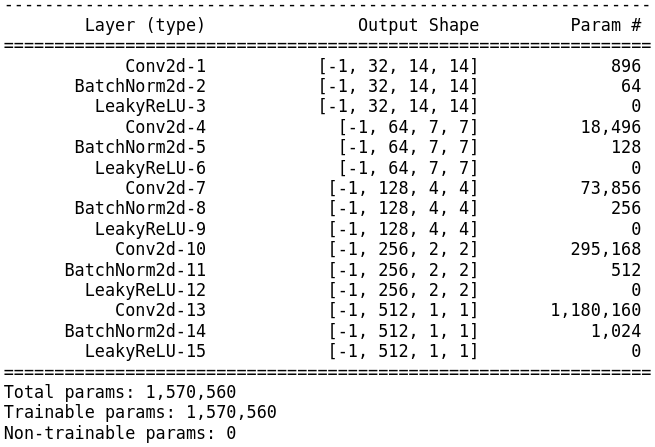 ----------------------------------------------------------------
Layer (type) Output Shape Param #
================================================================
Conv2d-1 [-1, 32, 14, 14] 896
BatchNorm2d-2 [-1, 32, 14, 14] 64
LeakyReLU-3 [-1, 32, 14, 14] 0
Conv2d-4 [-1, 64, 7, 7] 18,496
BatchNorm2d-5 [-1, 64, 7, 7] 128
LeakyReLU-6 [-1, 64, 7, 7] 0
Conv2d-7 [-1, 128, 4, 4] 73,856
BatchNorm2d-8 [-1, 128, 4, 4] 256
LeakyReLU-9 [-1, 128, 4, 4] 0
Conv2d-10 [-1, 256, 2, 2] 295,168
BatchNorm2d-11 [-1, 256, 2, 2] 512
LeakyReLU-12 [-1, 256, 2, 2] 0
Conv2d-13 [-1, 512, 1, 1] 1,180,160
BatchNorm2d-14 [-1, 512, 1, 1] 1,024
LeakyReLU-15 [-1, 512, 1, 1] 0
================================================================
Total params: 1,570,560
Trainable params: 1,570,560
Non-trainable params: 0